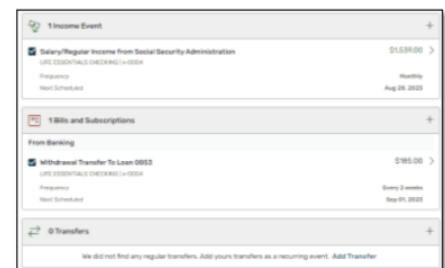 1 Income Event
Salary/Regular Income from Social Security Administration
$1,539.00
LIFE ESSENTIALS CHECKING | x-0004
Frequency
Monthly
Next Scheduled
Aug 28, 2023
1 Bills and Subscriptions
From Banking
Withdrawal Transfer To Loan 0053
$185.00
LIFE ESSENTIALS CHECKING | x-0004
Frequency
Every 2 weeks
Next Scheduled
Sep 01, 2023
0 Transfers
We did not find any regular transfers. Add yours transfers as a recurring event. Add Transfer